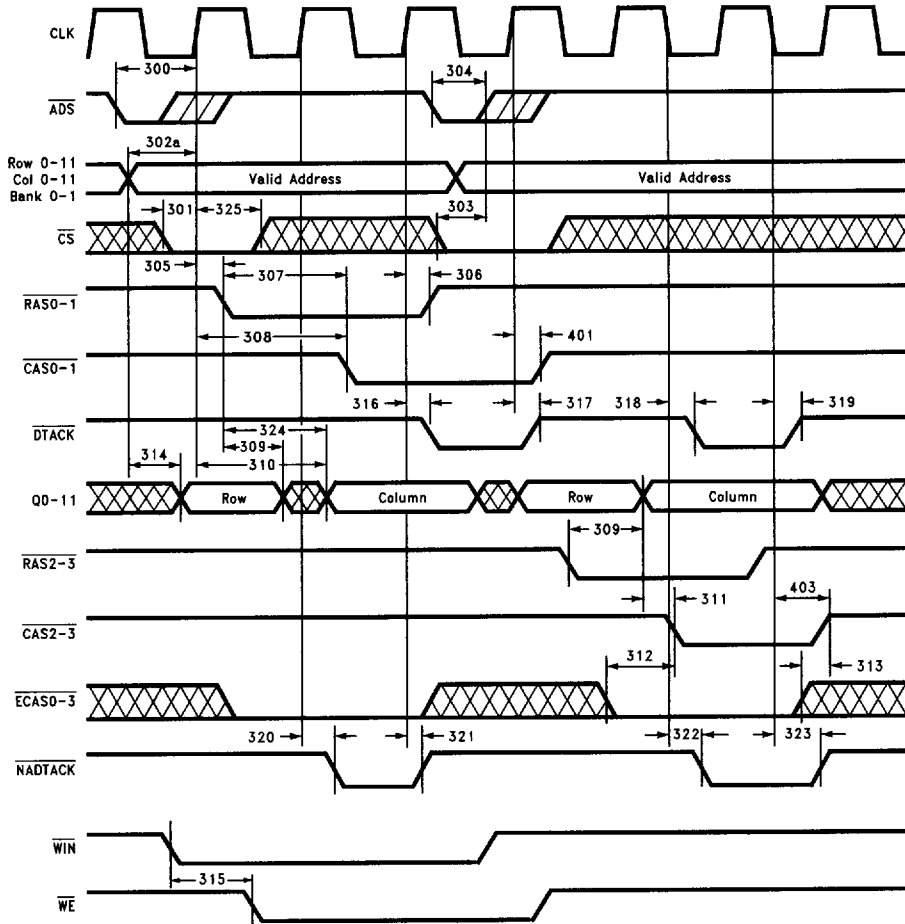 CLK
300
304
ADS
302a
Row 0-11
Col 0-11
Bank 0-1
Valid Address
Valid Address
301
325
303
CS
305
307
306
RAS0-1
308
401
CAS0-1
316
317
318
319
DTACK
324
309
314
310
Q0-11
Row
Column
Row
Column
309
RAS2-3
311
403
CAS2-3
312
313
ECAS0-3
320
321
322
323
NADTACK
WIN
315
WE